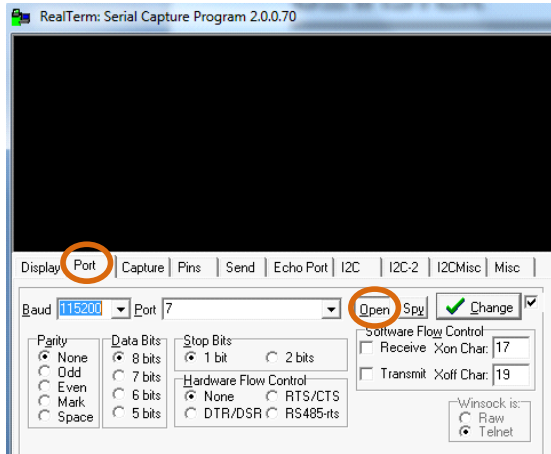 RealTerm: Serial Capture Program 2.0.0.70
Display Port Capture Pins Send Echo Port I2C I2C-2 I2CMisc Misc
Baud 115200 Port 7 Open Spy Change
Parity
None
Odd
Even
Mark
Space
Data Bits
8 bits
7 bits
6 bits
5 bits
Stop Bits
1 bit 2 bits
Hardware Flow Control
None RTS/CTS
DTR/DSR RS485-rts
Software Flow Control
Receive Xon Char: 17
Transmit Xoff Char: 19
Winsock is:
Raw
Telnet